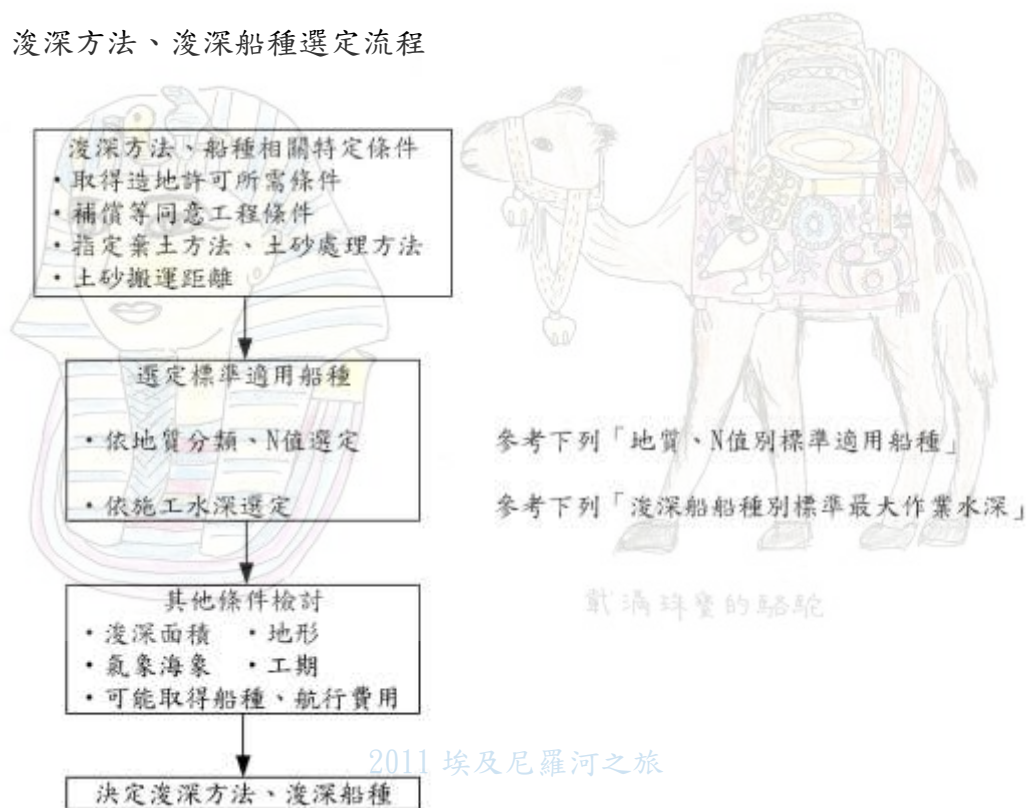 浚深方法、浚深船種選定流程
浚深方法、船種相關特定條件
・取得造地許可所需條件
・補償等同意工程條件
・指定棄土方法、土砂處理方法
・土砂搬運距離
選定標準適用船種
・依地質分類、N值選定
參考下列「地質、N值別標準適用船種」
・依施工水深選定
參考下列「浚深船船種別標準最大作業水深」
其他條件檢討
・浚深面積 ・地形
・氣象海象 ・工期
・可能取得船種、航行費用
載滿珠寶的駱駝
2011 埃及尼羅河之旅
決定浚深方法、浚深船種